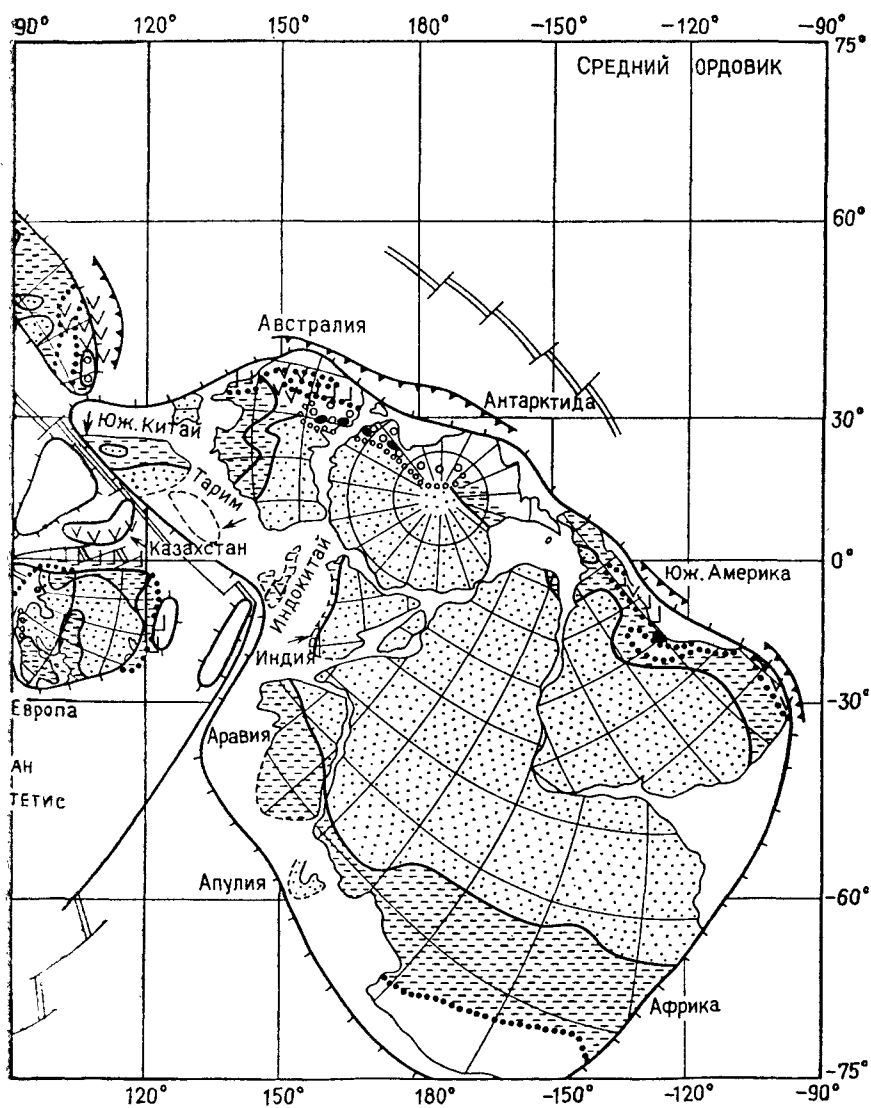 90° 120° 150° 180° -150° -120° -90°
75°
СРЕДНИЙ ОРДОВИК
60°
Австралия
Антарктида
30°
Юж. Китай
Тарим
Казахстан
0°
Индокитай
Юж. Америка
Индия
-30°
Европа
Аравия
АН
ТЕТИС
Апулия
-60°
Африка
-75°
120° 150° 180° -150° -120° -90°